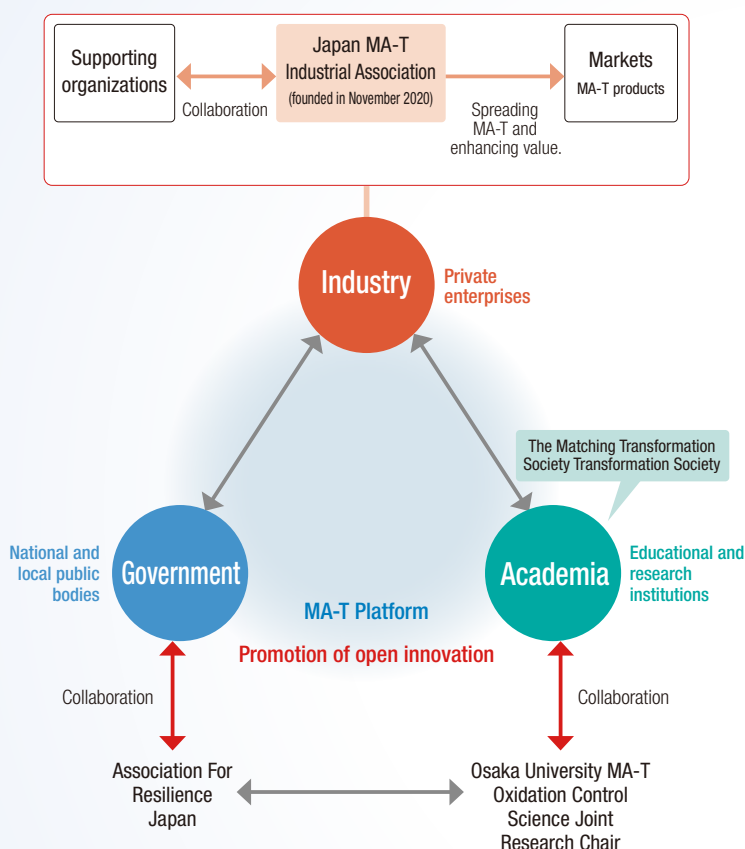 Supporting
organizations
Collaboration
Japan MA-T
Industrial Association
(founded in November 2020)
Spreading
MA-T and
enhancing value.
Markets
MA-T products
Industry
Private
enterprises
The Matching Transformation
Society Transformation Society
National and
local public
bodies
Government
Academia
Educational and
research
institutions
MA-T Platform
Promotion of open innovation
Collaboration
Collaboration
Association For
Resilience
Japan
Osaka University MA-T
Oxidation Control
Science Joint
Research Chair